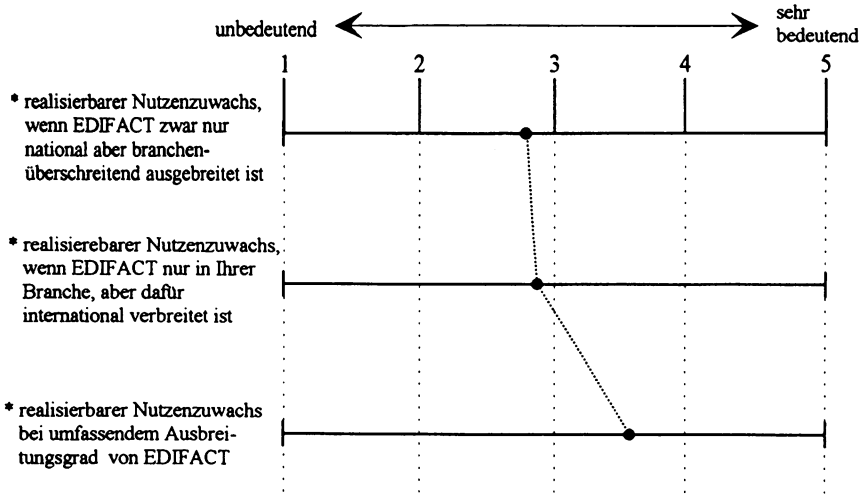 unbedeutend
sehr
bedeutend
1 2 3 4 5
* realisierbarer Nutzenzuwachs,
wenn EDIFACT zwar nur
national aber branchen-
überschreitend ausgebreitet ist
* realisierebarer Nutzenzuwachs,
wenn EDIFACT nur in Ihrer
Branche, aber dafür
international verbreitet ist
* realisierbarer Nutzenzuwachs
bei umfassendem Ausbrei-
tungsgrad von EDIFACT